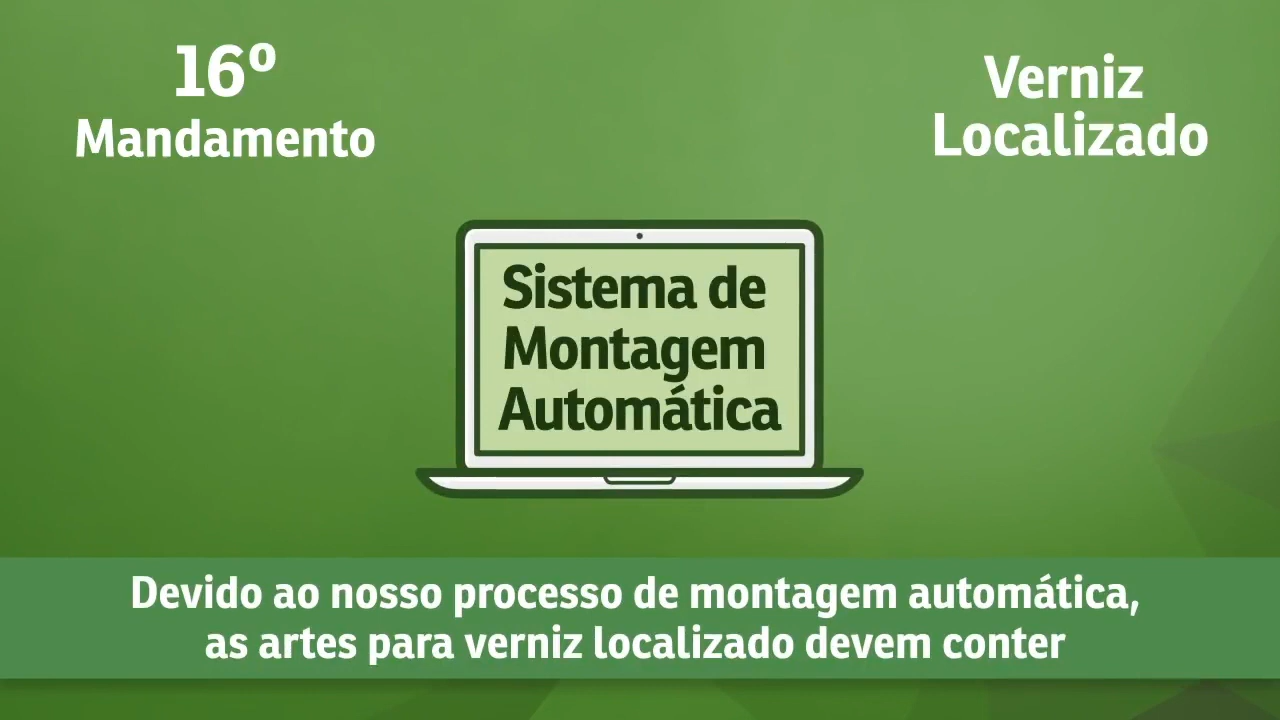 16º
Mandamento
Verniz
Localizado
Sistema de
Montagem
Automática
Devido ao nosso processo de montagem automática,
as artes para verniz localizado devem conter